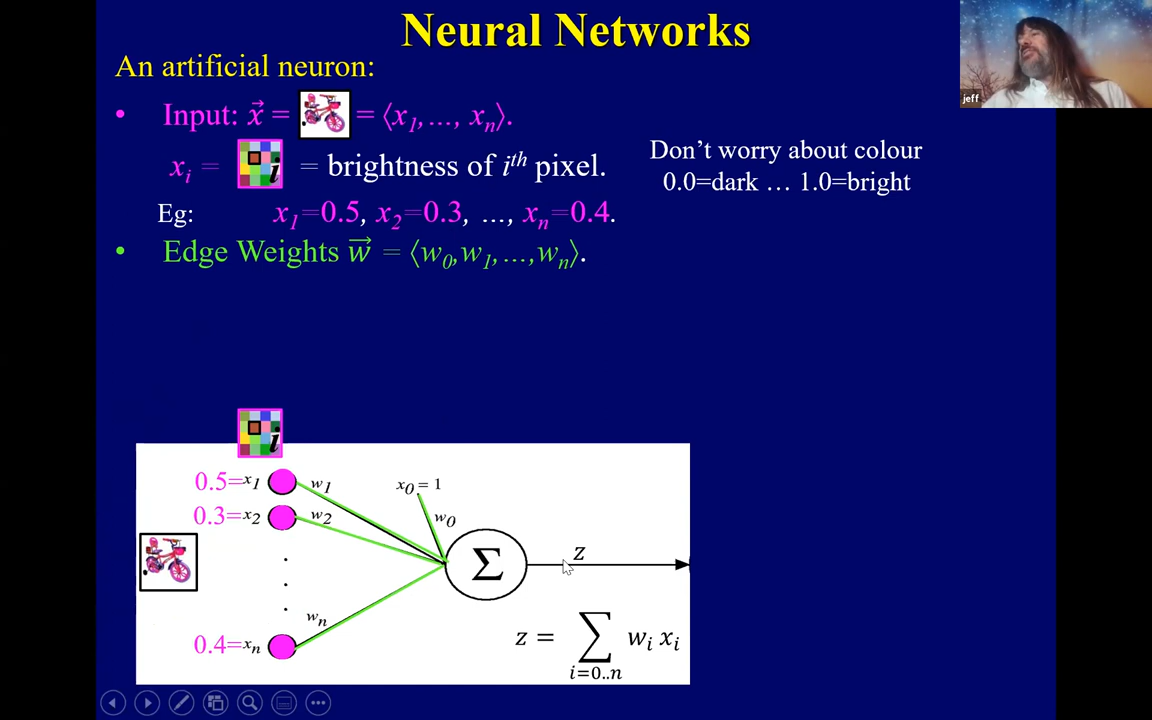 Neural Networks
An artificial neuron:
• Input: x⃗ = = ⟨x₁,…, xₙ⟩.
xᵢ = i = brightness of iᵗʰ pixel.
Don’t worry about colour
0.0=dark … 1.0=bright
Eg: x₁=0.5, x₂=0.3, …, xₙ=0.4.
• Edge Weights w⃗ = ⟨w₀,w₁,…,wₙ⟩.
jeff
i
0.5=x₁ w₁ x₀ = 1
0.3=x₂ w₂ w₀
Σ z
0.4=xₙ wₙ
z = ∑ wᵢ xᵢ
i=0..n